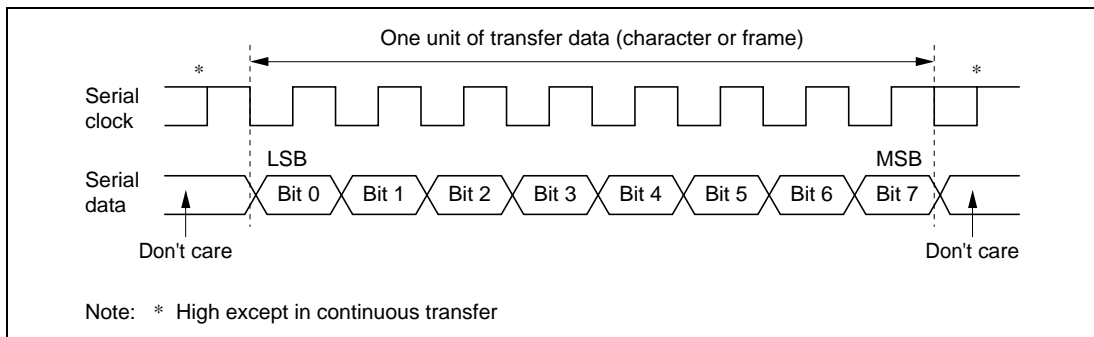 One unit of transfer data (character or frame)
* *
Serial
clock
LSB MSB
Serial
data
Bit 0 Bit 1 Bit 2 Bit 3 Bit 4 Bit 5 Bit 6 Bit 7
Don't care Don't care
Note: * High except in continuous transfer